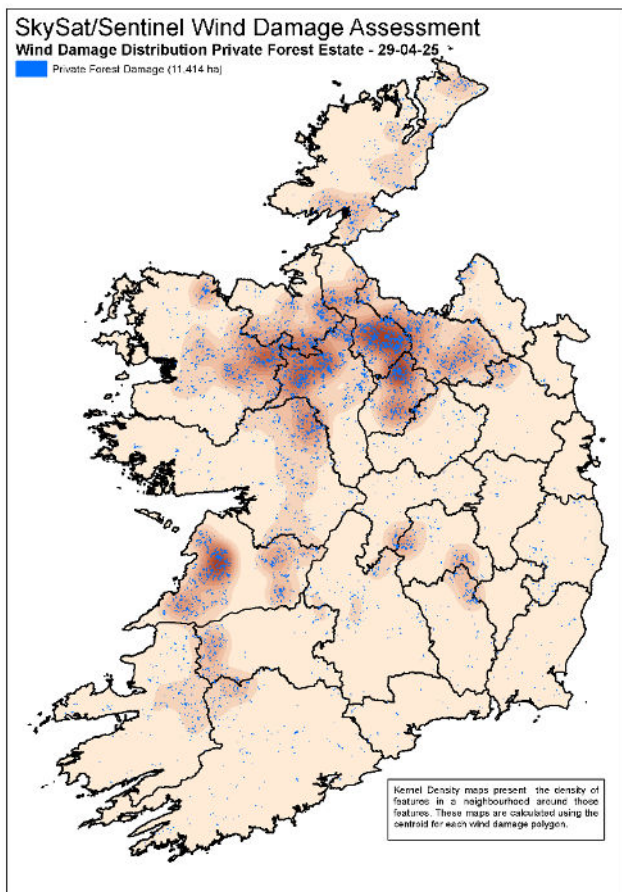 SkySat/Sentinel Wind Damage Assessment
Wind Damage Distribution Private Forest Estate - 29-04-25
Private Forest Damage (11,414 ha)
Kernel Density maps present the density of
features in a neighbourhood around those
features. These maps are calculated using the
centroid for each wind damage polygon.